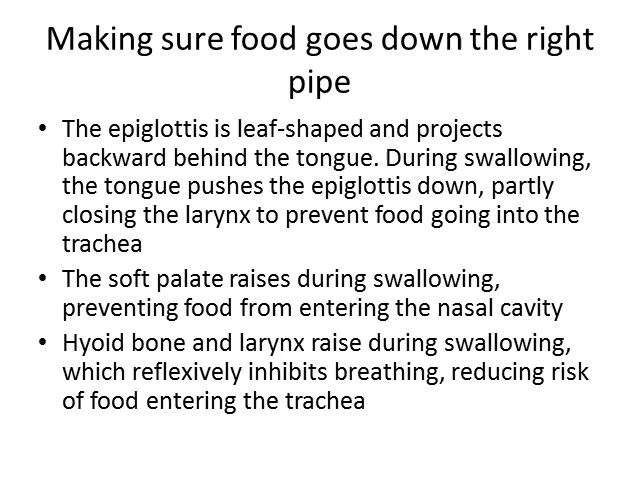 Making sure food goes down the right
pipe
• The epiglottis is leaf-shaped and projects
backward behind the tongue. During swallowing,
the tongue pushes the epiglottis down, partly
closing the larynx to prevent food going into the
trachea
• The soft palate raises during swallowing,
preventing food from entering the nasal cavity
• Hyoid bone and larynx raise during swallowing,
which reflexively inhibits breathing, reducing risk
of food entering the trachea